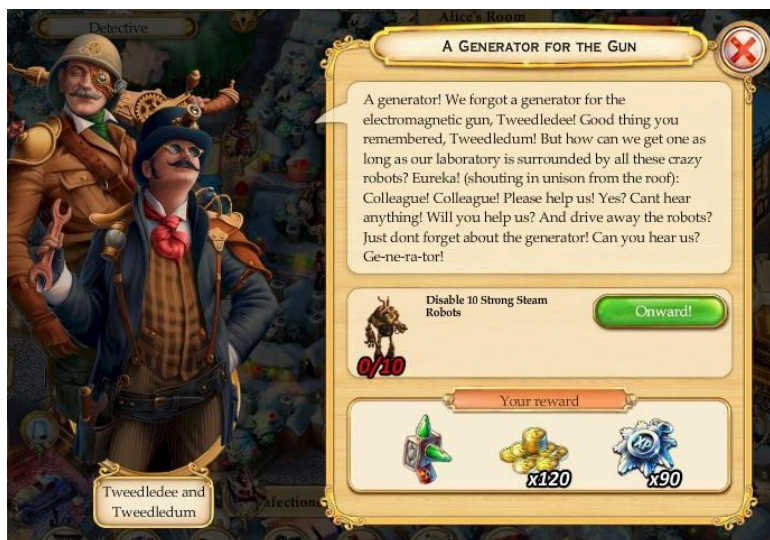 Detective
Alice's Room
A GENERATOR FOR THE GUN
A generator! We forgot a generator for the
electromagnetic gun, Tweedledee! Good thing you
remembered, Tweedledum! But how can we get one as
long as our laboratory is surrounded by all these crazy
robots? Eureka! (shouting in unison from the roof):
Colleague! Colleague! Please help us! Yes? Cant hear
anything! Will you help us? And drive away the robots?
Just dont forget about the generator! Can you hear us?
Ge-ne-ra-tor!
Disable 10 Strong Steam
Robots
Onward!
0/10
Your reward
XP
x120
x90
Tweedledee and
Tweedledum